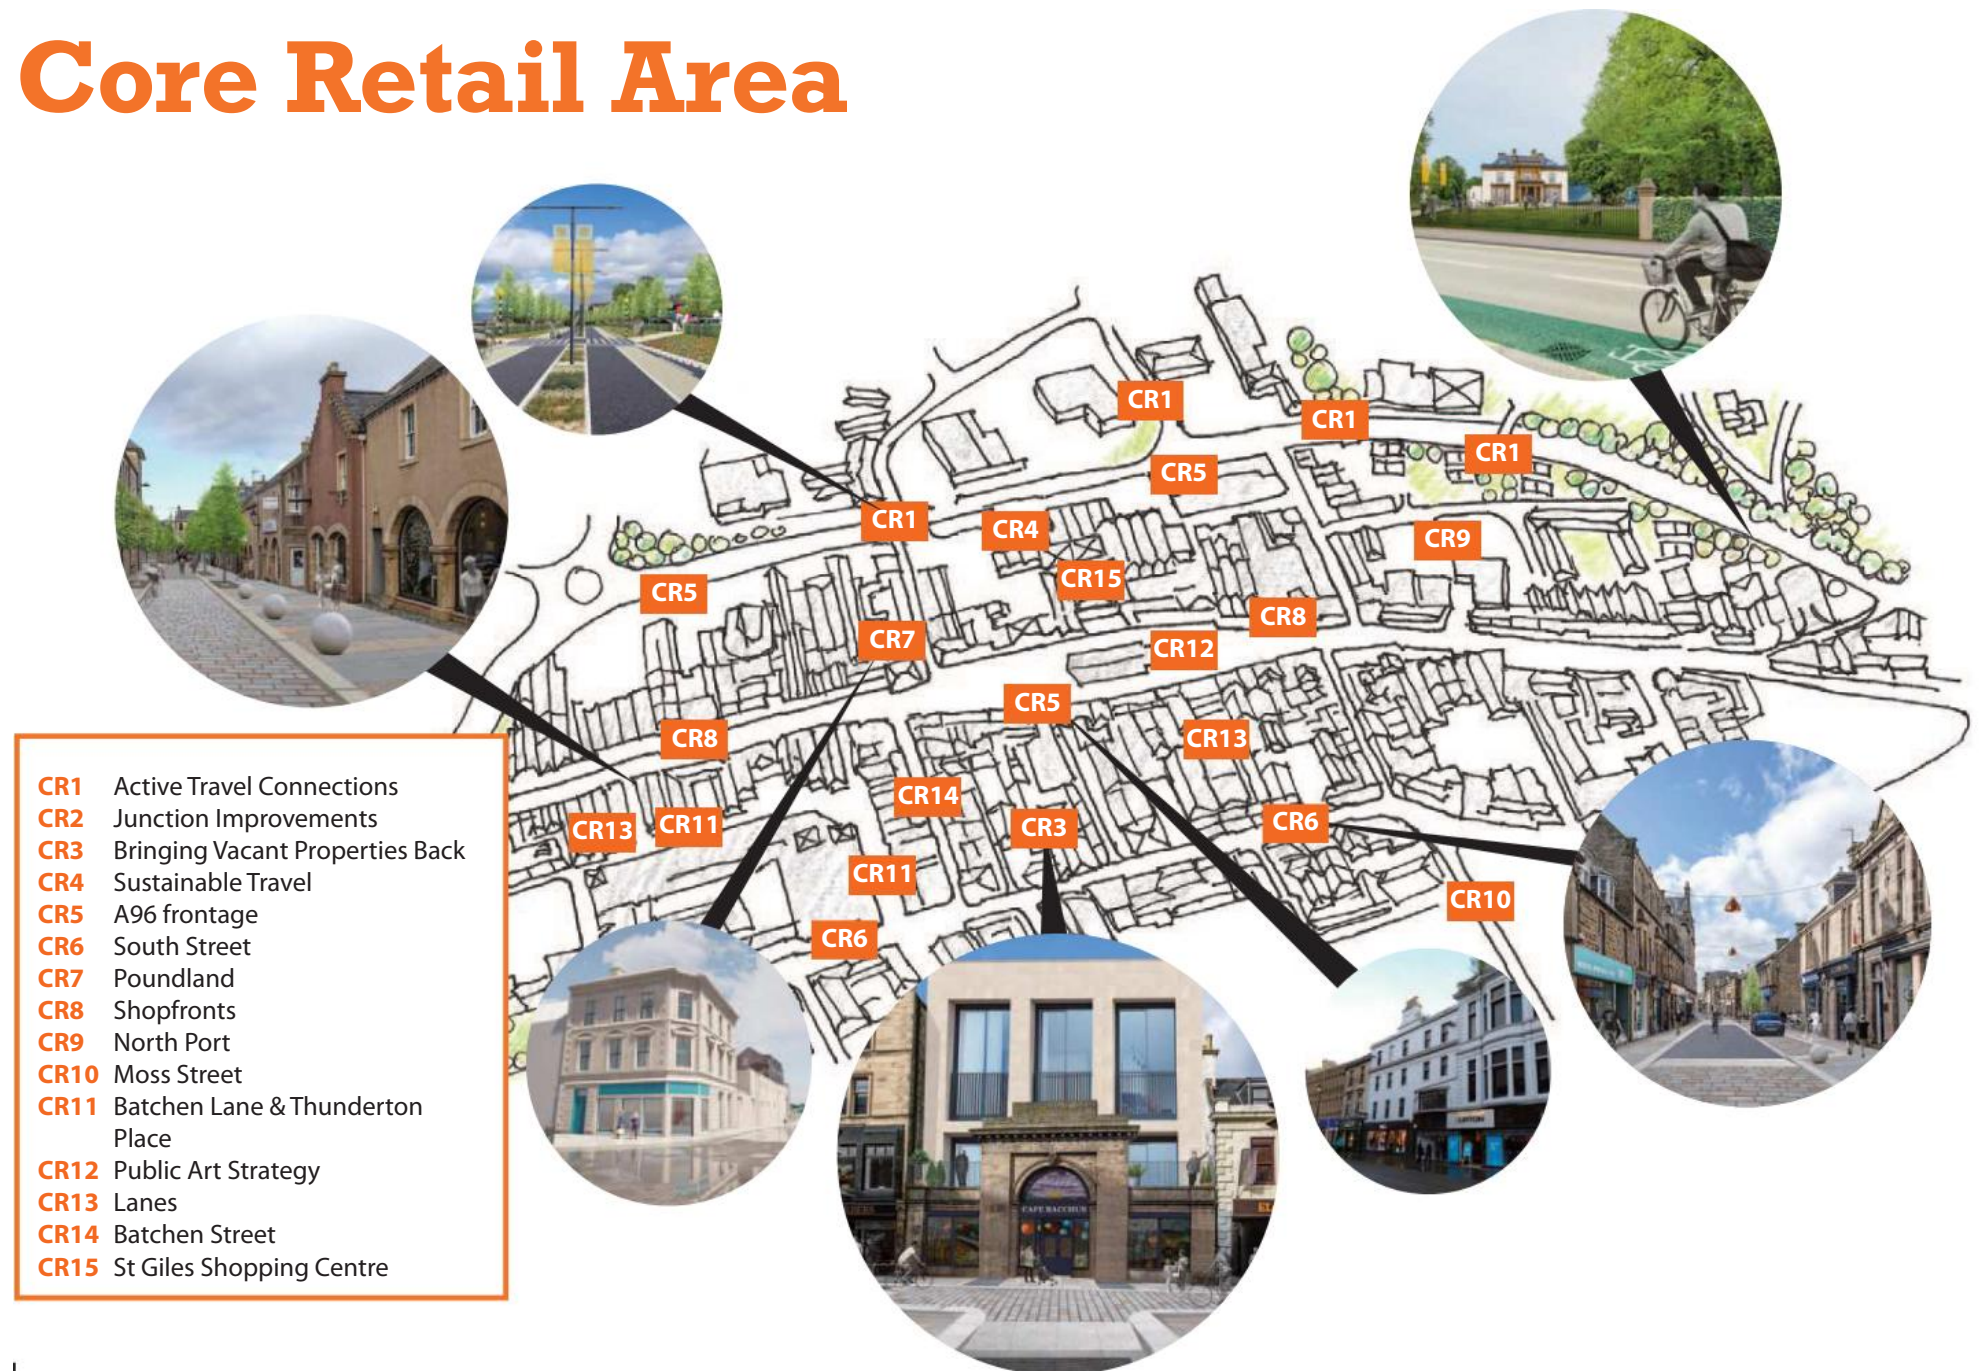 Core Retail Area
CR1
CR1
CR1
CR5
CR4
CR1
CR9
CR15
CR5
CR8
CR7
CR12
CR5
CR8
CR13
CR14
CR13
CR11
CR3
CR6
CR11
CR10
CR6
CR1 Active Travel Connections
CR2 Junction Improvements
CR3 Bringing Vacant Properties Back
CR4 Sustainable Travel
CR5 A96 frontage
CR6 South Street
CR7 Poundland
CR8 Shopfronts
CR9 North Port
CR10 Moss Street
CR11 Batchen Lane & Thunderton
Place
CR12 Public Art Strategy
CR13 Lanes
CR14 Batchen Street
CR15 St Giles Shopping Centre
CAFE BACCHUS